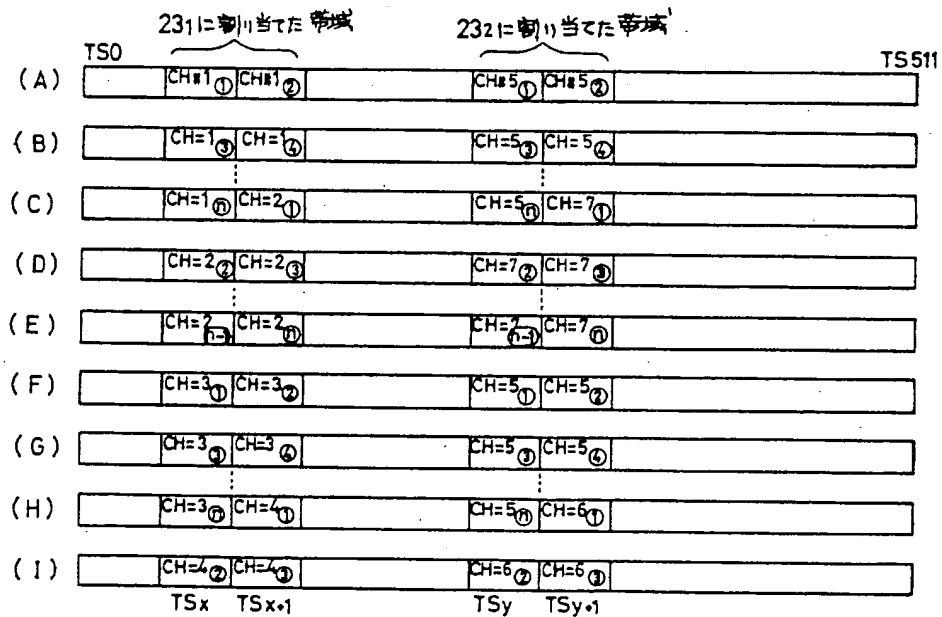 23₁に割り当てた帯域 23₂に割り当てた帯域
TS0 TS511
(A) CH#1① CH#1② CH#5① CH#5②
(B) CH=1③ CH=1④ CH=5③ CH=5④
(C) CH=1ⓝ CH=2① CH=5ⓝ CH=7①
(D) CH=2② CH=2③ CH=7② CH=7③
(E) CH=2(n-1) CH=2ⓝ CH=7(n-1) CH=7ⓝ
(F) CH=3① CH=3② CH=5① CH=5②
(G) CH=3③ CH=3④ CH=5③ CH=5④
(H) CH=3ⓝ CH=4① CH=5ⓝ CH=6①
(I) CH=4② CH=4③ CH=6② CH=6③
TSx TSx+1 TSy TSy+1